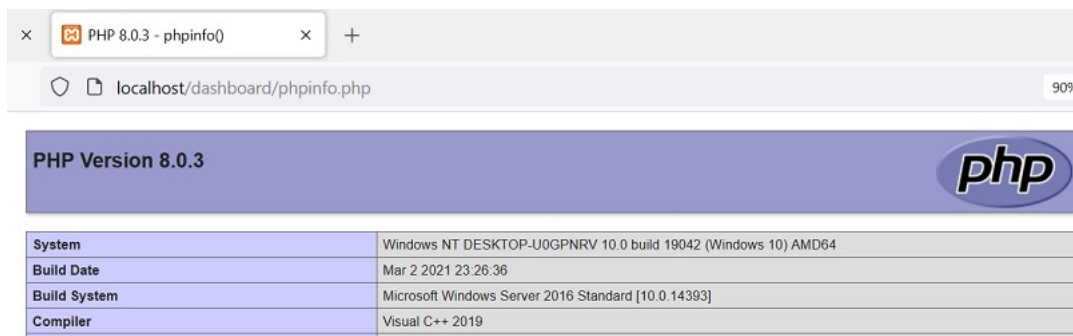 PHP 8.0.3 - phpinfo()
localhost/dashboard/phpinfo.php
90%
PHP Version 8.0.3
php
System Windows NT DESKTOP-U0GPNRV 10.0 build 19042 (Windows 10) AMD64
Build Date Mar 2 2021 23:26:36
Build System Microsoft Windows Server 2016 Standard [10.0.14393]
Compiler Visual C++ 2019